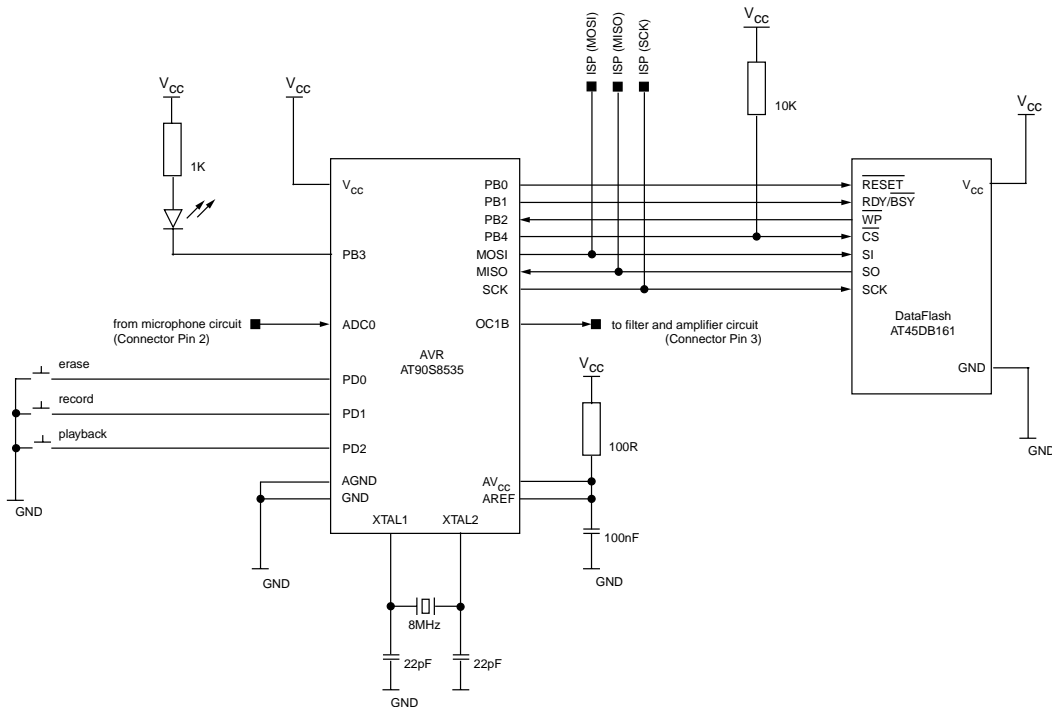 ISP (MOSI)
ISP (MISO)
ISP (SCK)
VCC
10K
VCC
VCC
1K
VCC
VCC
PB3
ADC0
PD0
PD1
PD2
AGND
GND
XTAL1
XTAL2
AVR
AT90S8535
PB0
PB1
PB2
PB4
MOSI
MISO
SCK
OC1B
AVCC
AREF
RESET
RDY/BSY
WP
CS
SI
SO
SCK
VCC
DataFlash
AT45DB161
GND
GND
from microphone circuit
(Connector Pin 2)
to filter and amplifier circuit
(Connector Pin 3)
erase
record
playback
GND
GND
VCC
100R
100nF
GND
8MHz
22pF
22pF
GND